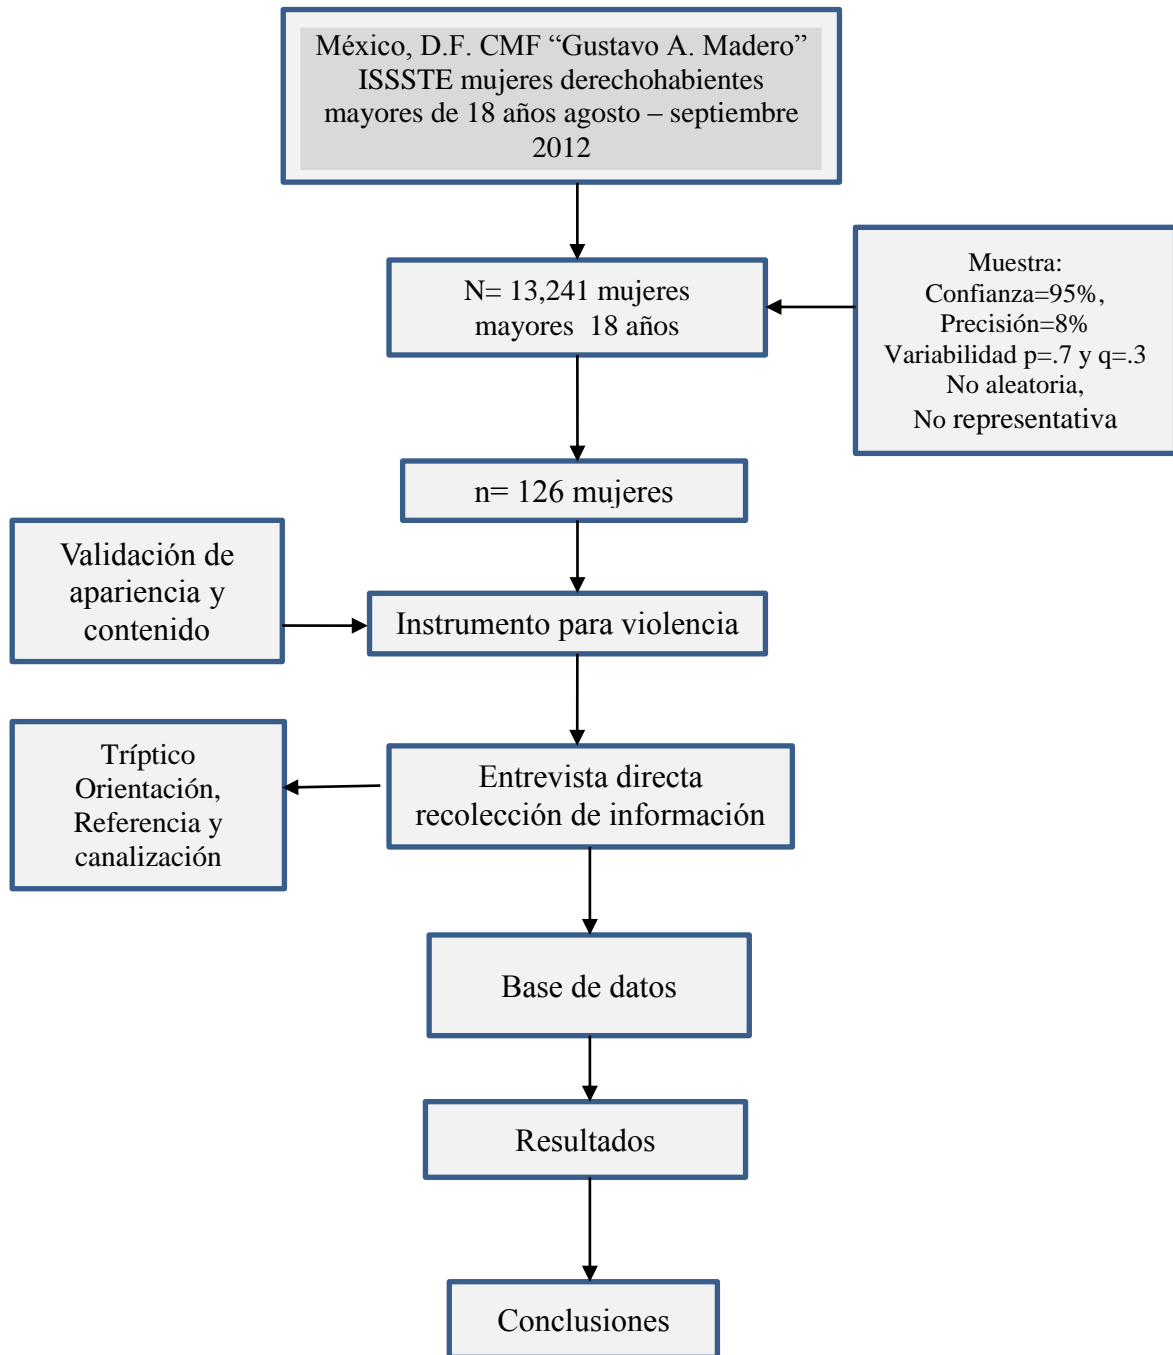 México, D.F. CMF “Gustavo A. Madero”
ISSSTE mujeres derechohabientes
mayores de 18 años agosto – septiembre
2012
N= 13,241 mujeres
mayores 18 años
Muestra:
Confianza=95%,
Precisión=8%
Variabilidad p=.7 y q=.3
No aleatoria,
No representativa
n= 126 mujeres
Validación de
apariencia y
contenido
Instrumento para violencia
Tríptico
Orientación,
Referencia y
canalización
Entrevista directa
recolección de información
Base de datos
Resultados
Conclusiones